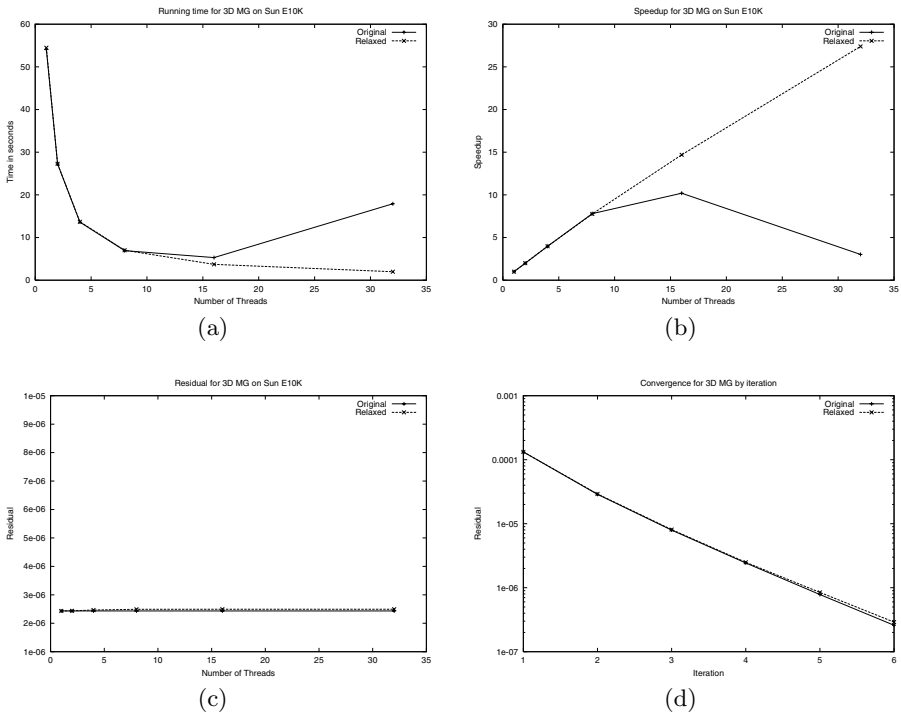 Running time for 3D MG on Sun E10K
60
50
40
30
20
10
0
0 5 10 15 20 25 30 35
Time in seconds
Number of Threads
Original
Relaxed
(a)
Speedup for 3D MG on Sun E10K
30
25
20
15
10
5
0
0 5 10 15 20 25 30 35
Speedup
Number of Threads
Original
Relaxed
(b)
Residual for 3D MG on Sun E10K
1e-05
9e-06
8e-06
7e-06
6e-06
5e-06
4e-06
3e-06
2e-06
1e-06
0 5 10 15 20 25 30 35
Residual
Number of Threads
Original
Relaxed
(c)
Convergence for 3D MG by iteration
0.001
0.0001
1e-05
1e-06
1e-07
1 2 3 4 5 6
Residual
Iteration
Original
Relaxed
(d)